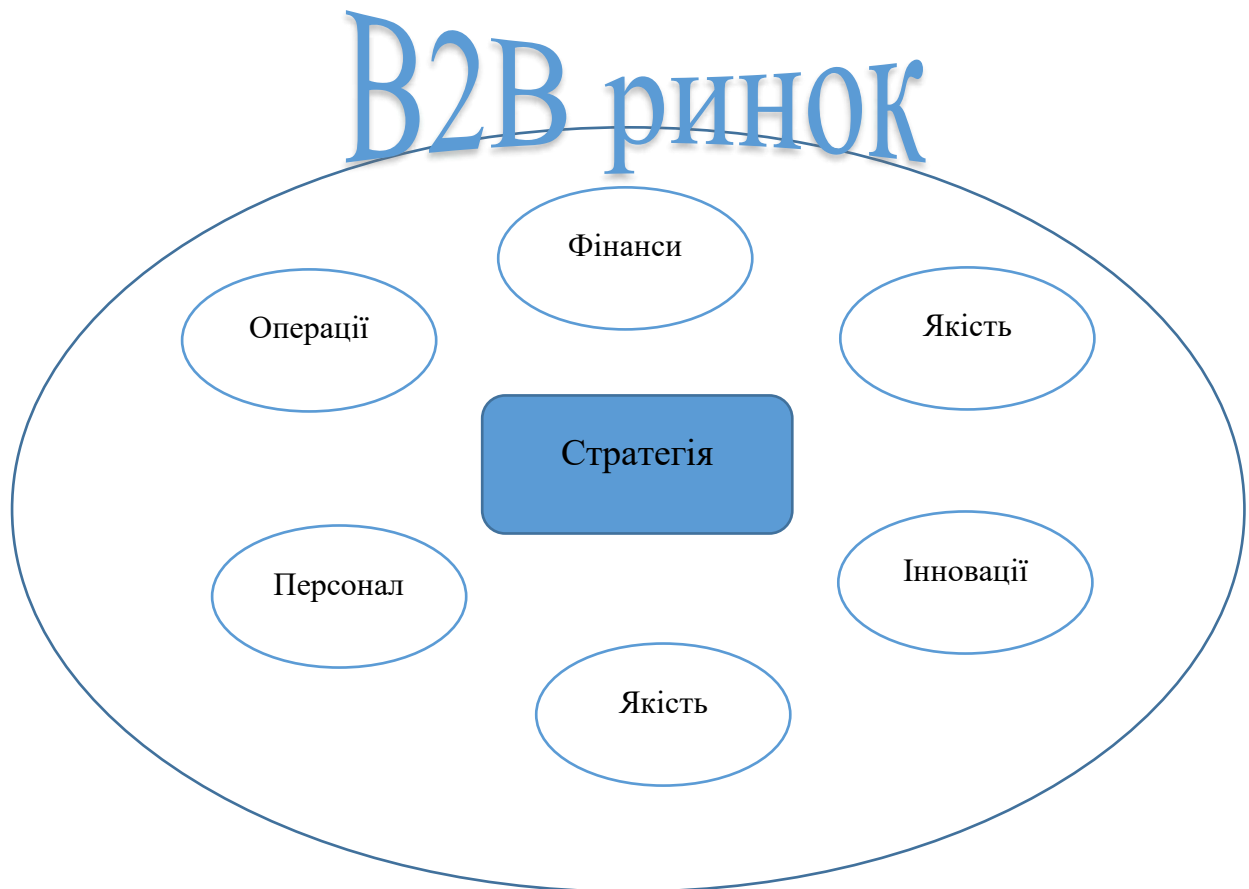 B2B ринок
Фінанси
Операції
Якість
Стратегія
Персонал
Інновації
Якість